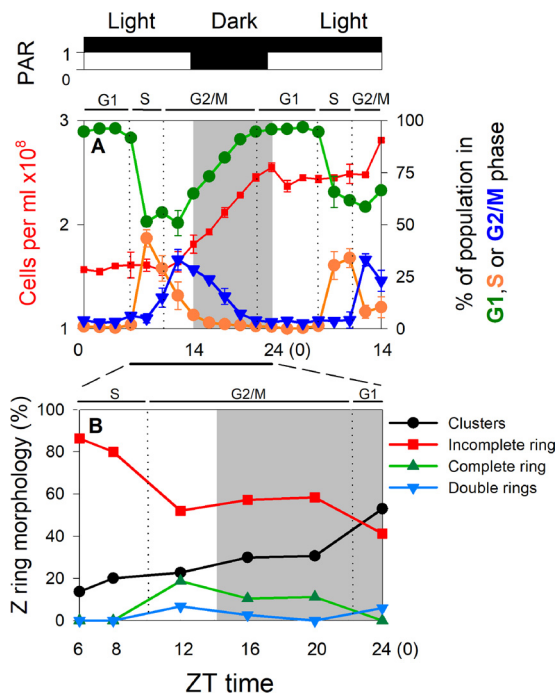 Light Dark Light
PAR
1 1
0 0
G1 S G2/M G1 S G2/M
A
3 100
75
2 50
25
1 0
Cells per ml x10⁸
% of population in
G1, S or G2/M phase
0 14 24 (0) 14
S G2/M G1
B
100
80
60
40
20
0
Z ring morphology (%)
Clusters
Incomplete ring
Complete ring
Double rings
6 8 12 16 20 24 (0)
ZT time